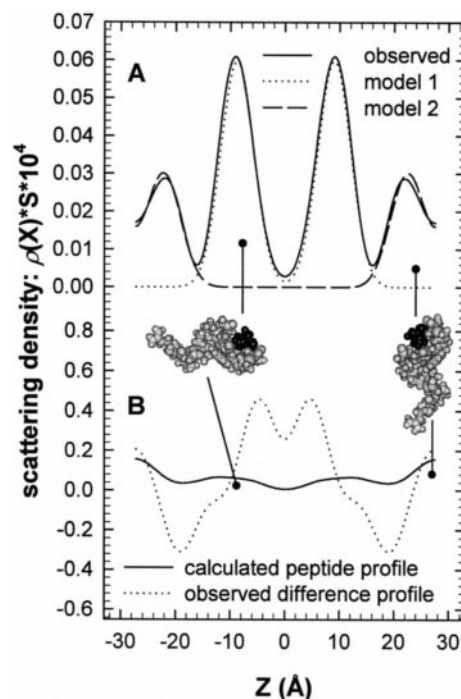 0.07
0.06
0.05
0.04
0.03
0.02
0.01
0.00
A
observed
model 1
model 2
scattering density: ρ(X)*S*10⁴
0.8
0.6
0.4
0.2
0.0
-0.2
-0.4
-0.6
B
calculated peptide profile
observed difference profile
-30 -20 -10 0 10 20 30
Z (Å)